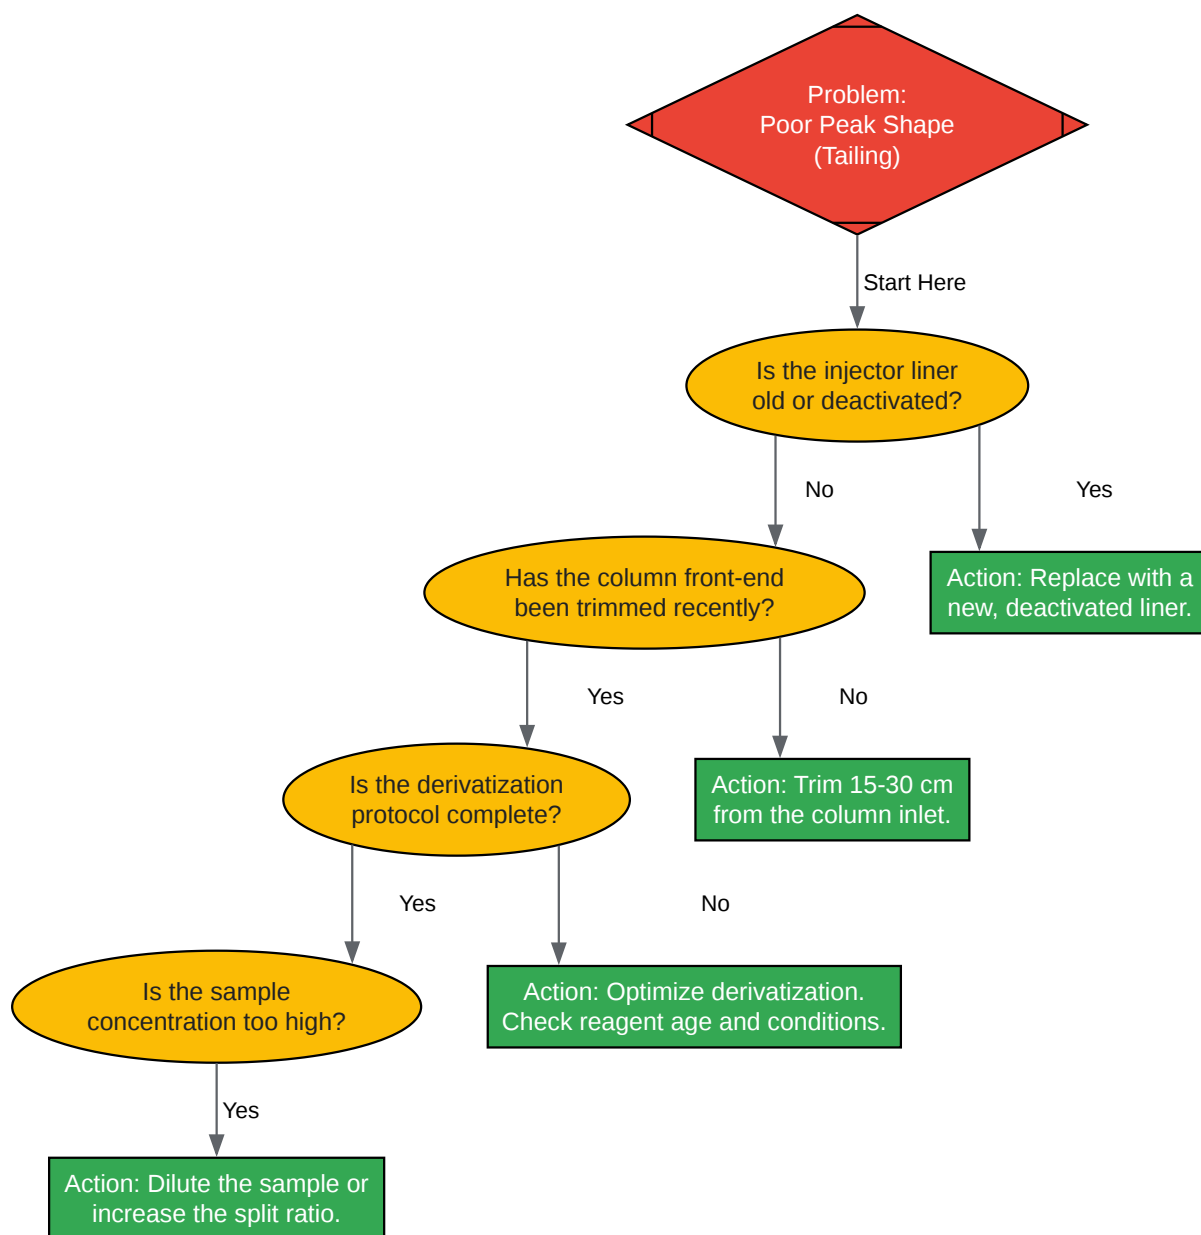 Problem:
Poor Peak Shape
(Tailing)
Start Here
Is the injector liner
old or deactivated?
No
Yes
Has the column front-end
been trimmed recently?
Action: Replace with a
new, deactivated liner.
Yes
No
Is the derivatization
protocol complete?
Action: Trim 15-30 cm
from the column inlet.
Yes
No
Is the sample
concentration too high?
Action: Optimize derivatization.
Check reagent age and conditions.
Yes
Action: Dilute the sample or
increase the split ratio.